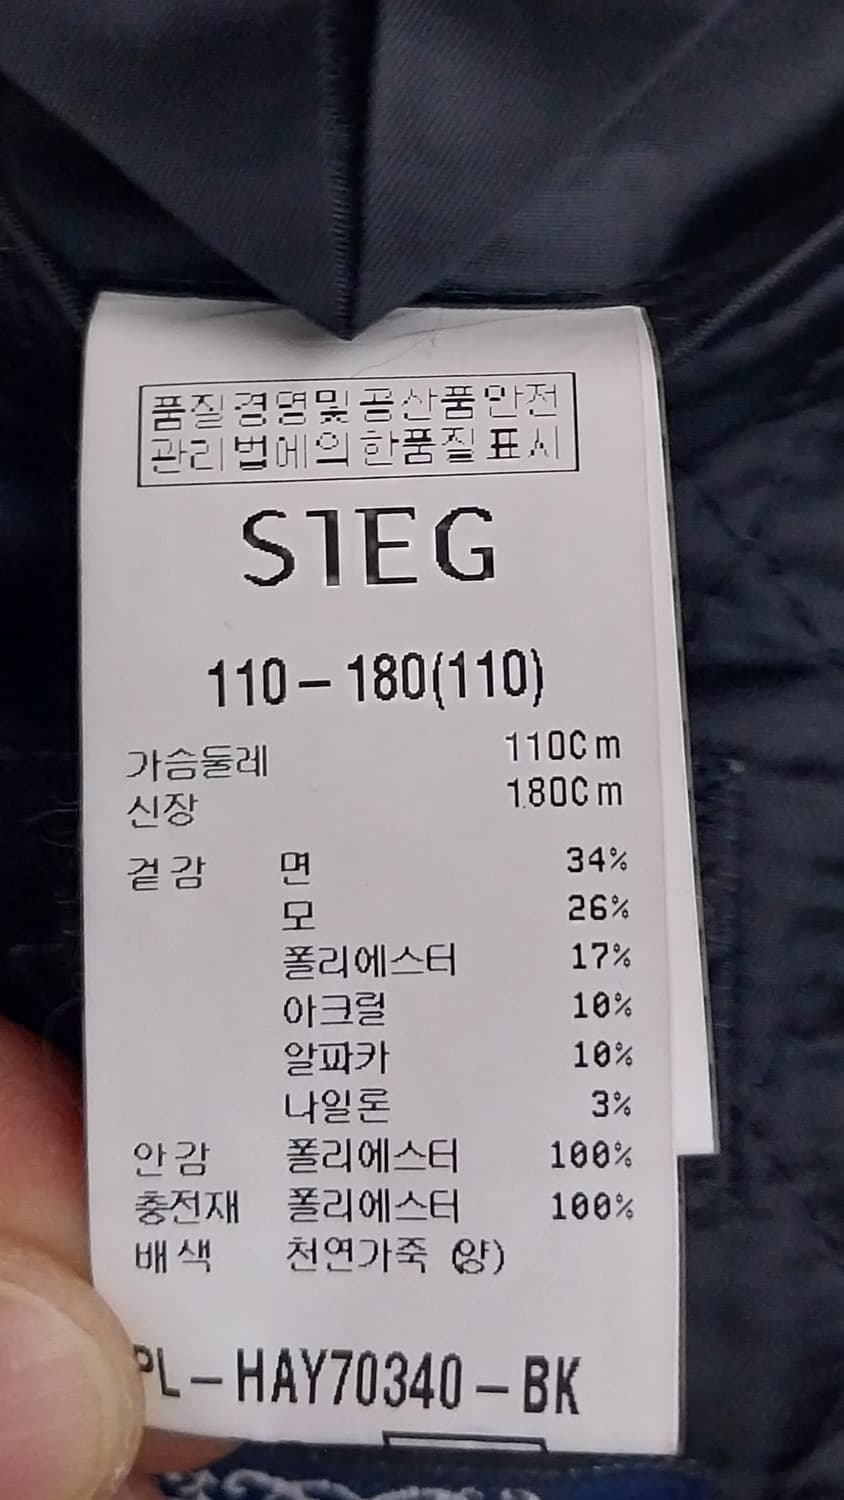 품질경영및공산품안전
관리법에의한품질표시
SIEG
110-180(110)
가슴둘레 110Cm
신장 180Cm
겉감 면 34%
모 26%
폴리에스터 17%
아크릴 10%
알파카 10%
나일론 3%
안감 폴리에스터 100%
충전재 폴리에스터 100%
배색 천연가죽 (양)
PL-HAY70340-BK